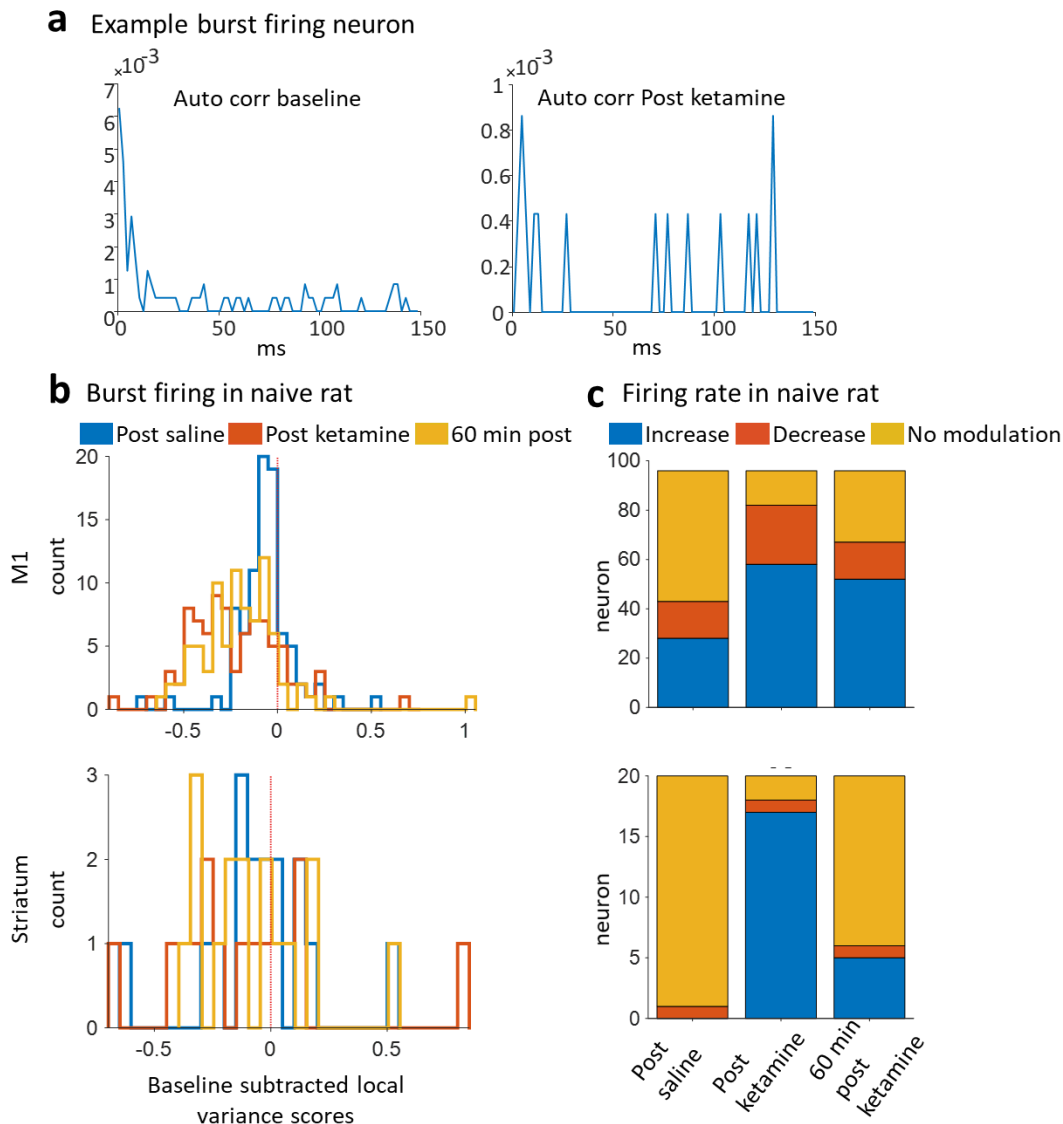 a Example burst firing neuron
×10⁻³
7
6
5
4
3
2
1
0
Auto corr baseline
0 50 100 150
ms
×10⁻³
1
0.8
0.6
0.4
0.2
0
Auto corr Post ketamine
0 50 100 150
ms
b Burst firing in naive rat
Post saline Post ketamine 60 min post
M1
count
20
15
10
5
0
-0.5 0 0.5 1
Striatum
count
3
2
1
0
-0.5 0 0.5
Baseline subtracted local
variance scores
c Firing rate in naive rat
Increase Decrease No modulation
neuron
100
80
60
40
20
0
neuron
20
15
10
5
0
Post
saline
Post
ketamine
60 min
post
ketamine